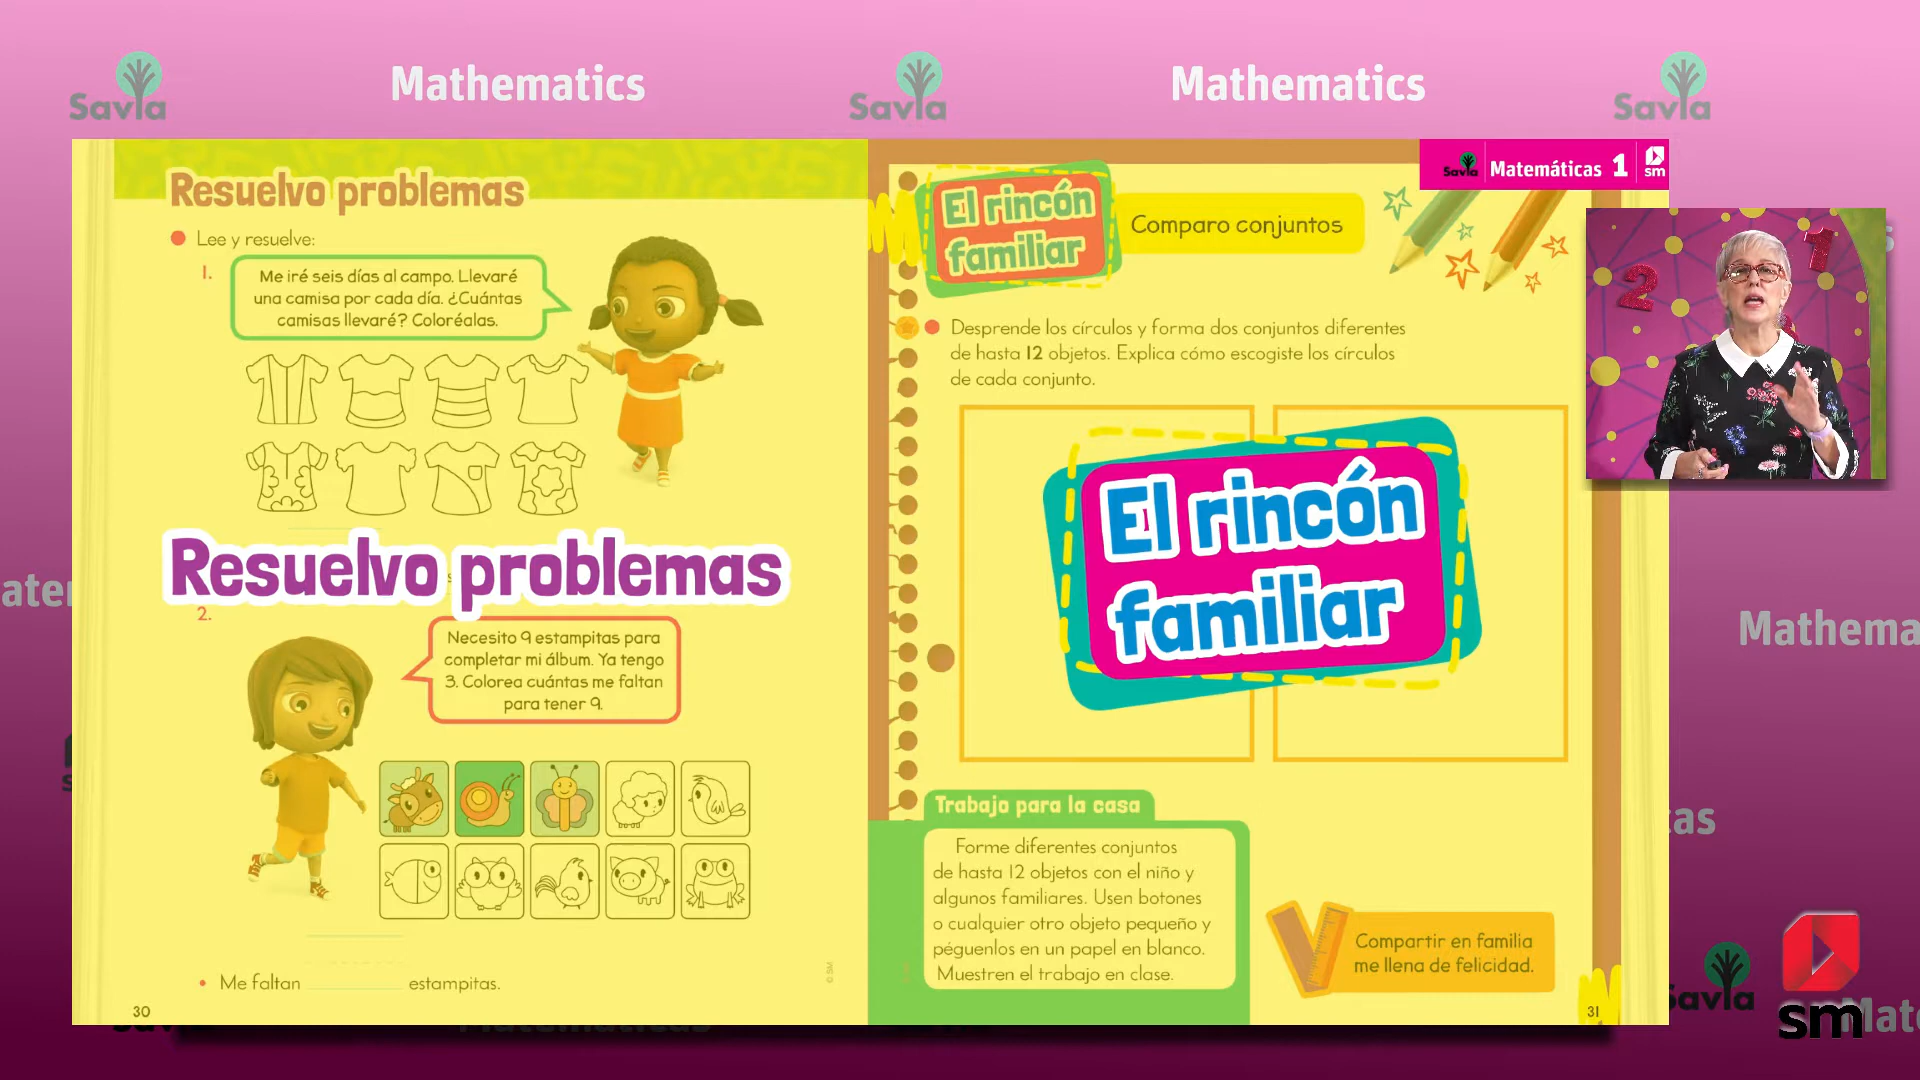 Savia
Mathematics
Savia
Mathematics
Savia
Savia
Matemáticas 1
sm
Resuelvo problemas
Lee y resuelve:
1.
Me iré seis días al campo. Llevaré
una camisa por cada día. ¿Cuántas
camisas llevaré? Coloréalas.
Resuelvo problemas
2.
Necesito 9 estampitas para
completar mi álbum. Ya tengo
3. Colorea cuántas me faltan
para tener 9.
Me faltan estampitas.
30
© SM
El rincón
familiar
Comparo conjuntos
Desprende los círculos y forma dos conjuntos diferentes
de hasta 12 objetos. Explica cómo escogiste los círculos
de cada conjunto.
El rincón
familiar
Trabajo para la casa
Forme diferentes conjuntos
de hasta 12 objetos con el niño y
algunos familiares. Usen botones
o cualquier otro objeto pequeño y
péguenlos en un papel en blanco.
Muestren el trabajo en clase.
Compartir en familia
me llena de felicidad.
31
2
1
Mathema
cas
Savia
sm
Mat